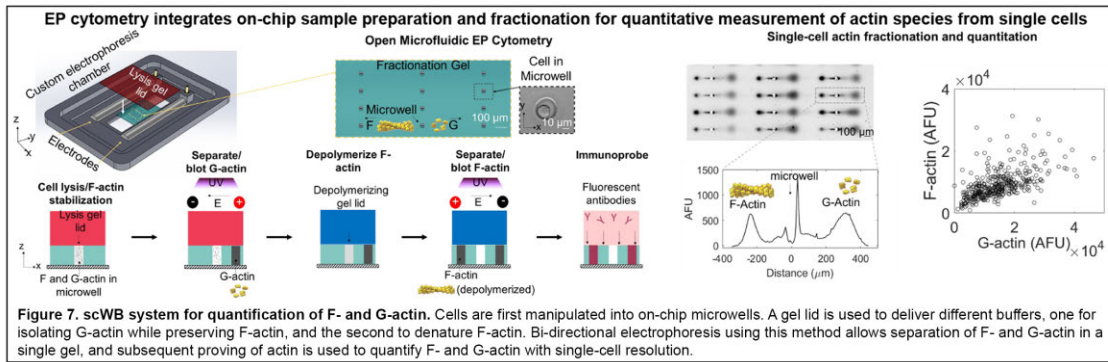 EP cytometry integrates on-chip sample preparation and fractionation for quantitative measurement of actin species from single cells
Custom electrophoresis
chamber
Lysis gel
lid
Electrodes
z
y
x
Open Microfluidic EP Cytometry
Fractionation Gel
Cell in
Microwell
Microwell
F
G
100 µm
y
x
10 µm
Cell lysis/F-actin
stabilization
Lysis gel
lid
z
x
F and G-actin in
microwell
Separate/
blot G-actin
UV
- E +
G-actin
Depolymerize F-
actin
Depolymerizing
gel lid
Separate/
blot F-actin
UV
+ E -
F-actin
(depolymerized)
Immunoprobe
Fluorescent
antibodies
Single-cell actin fractionation and quantitation
100 µm
microwell
F-Actin
G-Actin
AFU
1500
1000
500
0
-400 -200 0 200 400
Distance (µm)
×10⁴
F-actin (AFU)
4
2
0
0 2 4
G-actin (AFU)
×10⁴
Figure 7. scWB system for quantification of F- and G-actin. Cells are first manipulated into on-chip microwells. A gel lid is used to deliver different buffers, one for
isolating G-actin while preserving F-actin, and the second to denature F-actin. Bi-directional electrophoresis using this method allows separation of F- and G-actin in a
single gel, and subsequent proving of actin is used to quantify F- and G-actin with single-cell resolution.